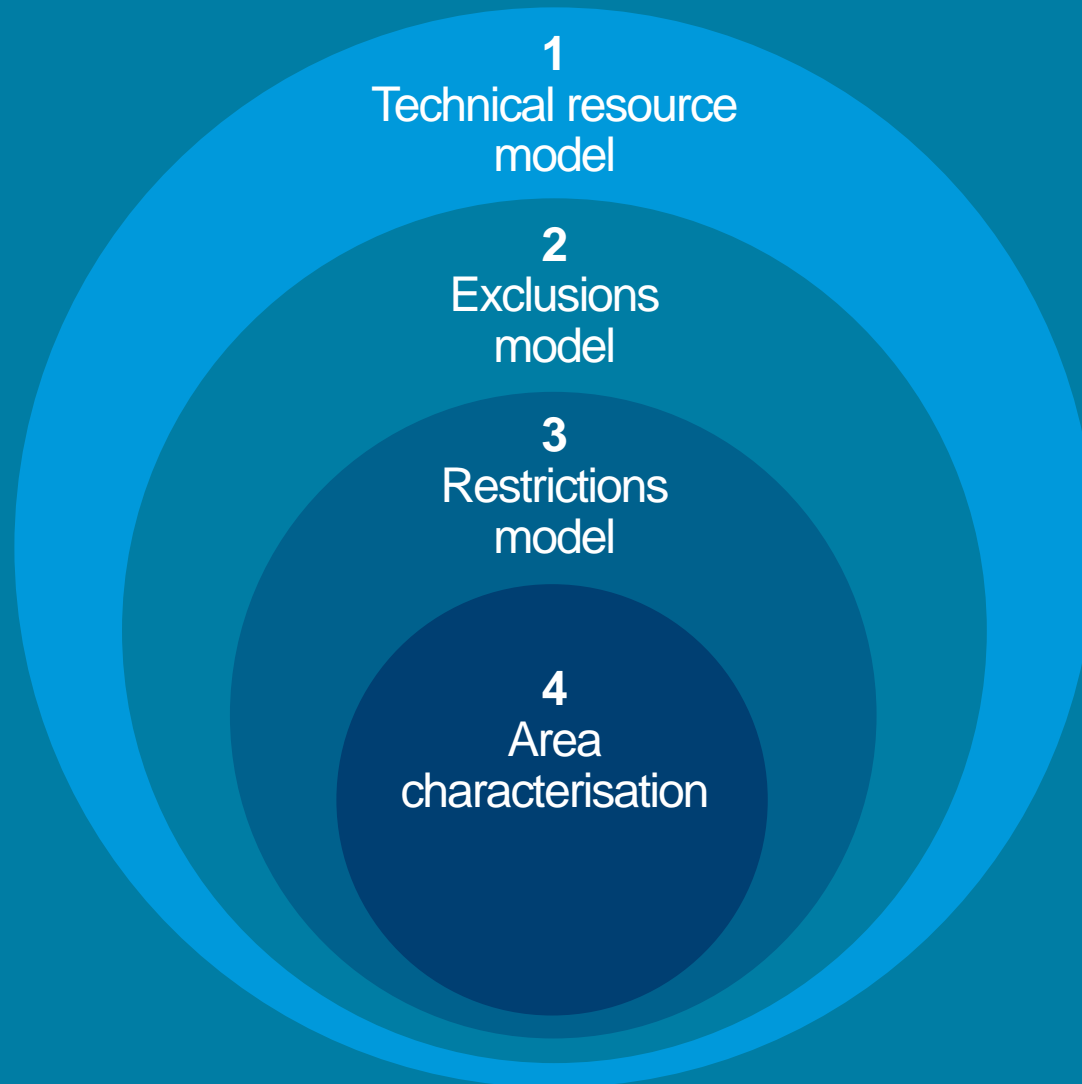 1
Technical resource
model
2
Exclusions
model
3
Restrictions
model
4
Area
characterisation